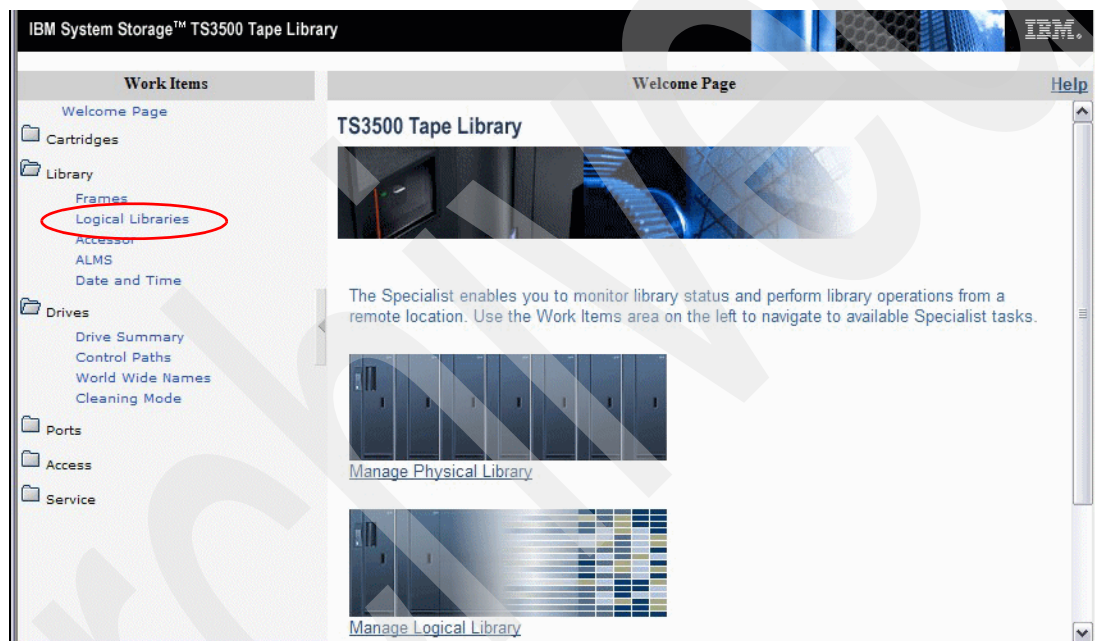 IBM System Storage™ TS3500 Tape Library
IBM.
Work Items
Welcome Page
Help
Welcome Page
Cartridges
Library
Frames
Logical Libraries
Accessor
ALMS
Date and Time
Drives
Drive Summary
Control Paths
World Wide Names
Cleaning Mode
Ports
Access
Service
TS3500 Tape Library
The Specialist enables you to monitor library status and perform library operations from a
remote location. Use the Work Items area on the left to navigate to available Specialist tasks.
Manage Physical Library
Manage Logical Library